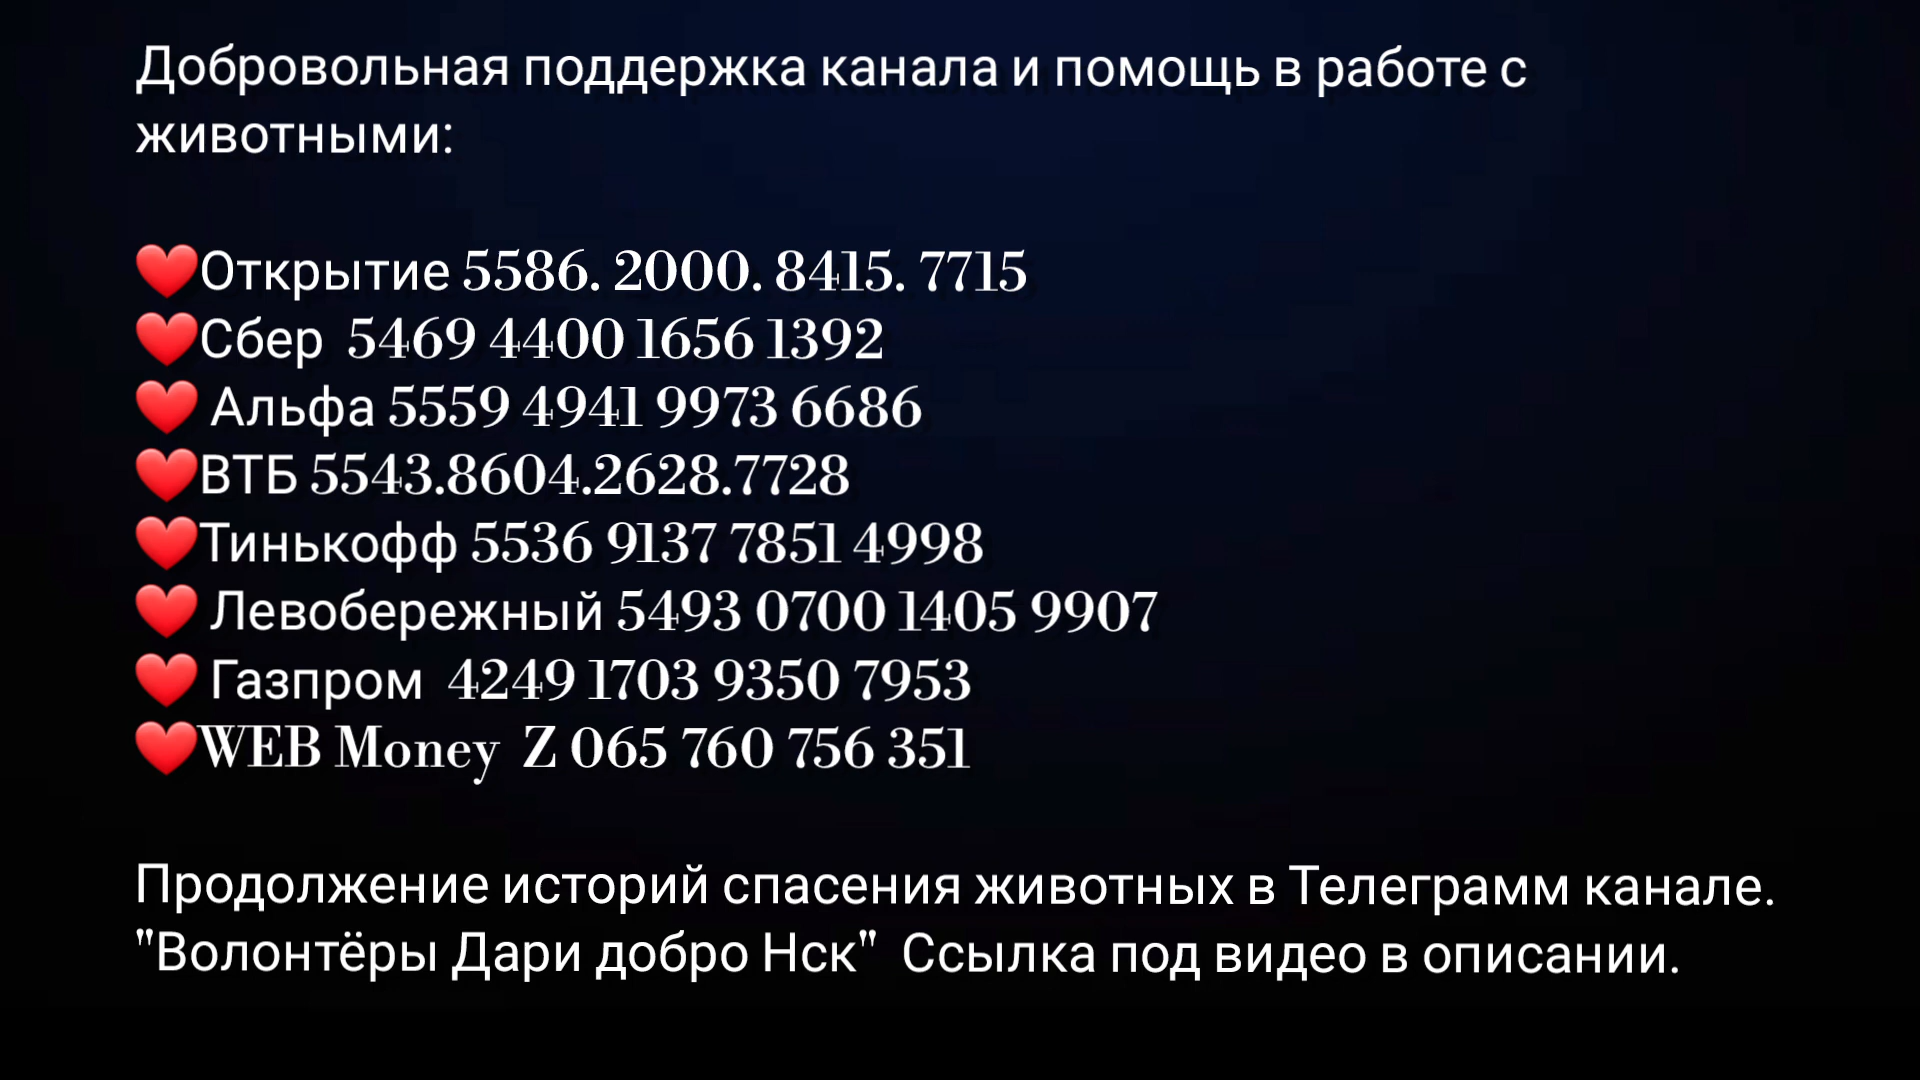 Добровольная поддержка канала и помощь в работе с
животными:
❤️Открытие 5586. 2000. 8415. 7715
❤️Сбер 5469 4400 1656 1392
❤️ Альфа 5559 4941 9973 6686
❤️ВТБ 5543.8604.2628.7728
❤️Тинькофф 5536 9137 7851 4998
❤️ Левобережный 5493 0700 1405 9907
❤️ Газпром 4249 1703 9350 7953
❤️WEB Money Z 065 760 756 351
Продолжение историй спасения животных в Телеграмм канале.
"Волонтёры Дари добро Нск" Ссылка под видео в описании.